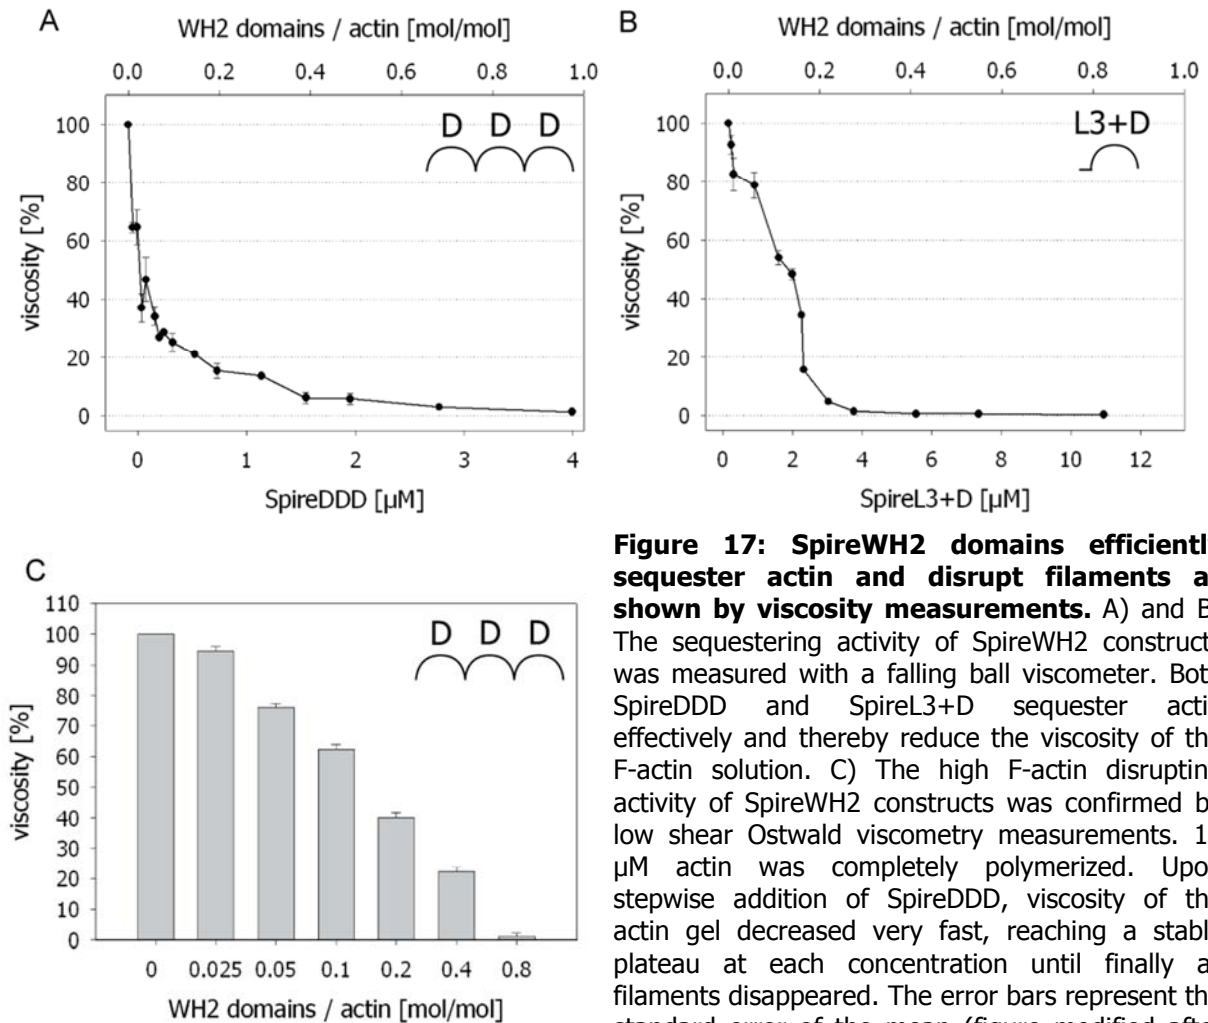 A
WH2 domains / actin [mol/mol]
0.0 0.2 0.4 0.6 0.8 1.0
D D D
100
80
60
40
20
0
viscosity [%]
0 1 2 3 4
SpireDDD [µM]
B
WH2 domains / actin [mol/mol]
0.0 0.2 0.4 0.6 0.8 1.0
L3+D
100
80
60
40
20
0
viscosity [%]
0 2 4 6 8 10 12
SpireL3+D [µM]
C
D D D
110
100
90
80
70
60
50
40
30
20
10
0
viscosity [%]
0 0.025 0.05 0.1 0.2 0.4 0.8
WH2 domains / actin [mol/mol]
Figure 17: SpireWH2 domains efficientl
sequester actin and disrupt filaments a
shown by viscosity measurements. A) and B
The sequestering activity of SpireWH2 construct
was measured with a falling ball viscometer. Bot
SpireDDD and SpireL3+D sequester acti
effectively and thereby reduce the viscosity of th
F-actin solution. C) The high F-actin disruptin
activity of SpireWH2 constructs was confirmed b
low shear Ostwald viscometry measurements. 1
µM actin was completely polymerized. Upo
stepwise addition of SpireDDD, viscosity of th
actin gel decreased very fast, reaching a stabl
plateau at each concentration until finally a
filaments disappeared. The error bars represent th
standard error of the mean (figure modified afte